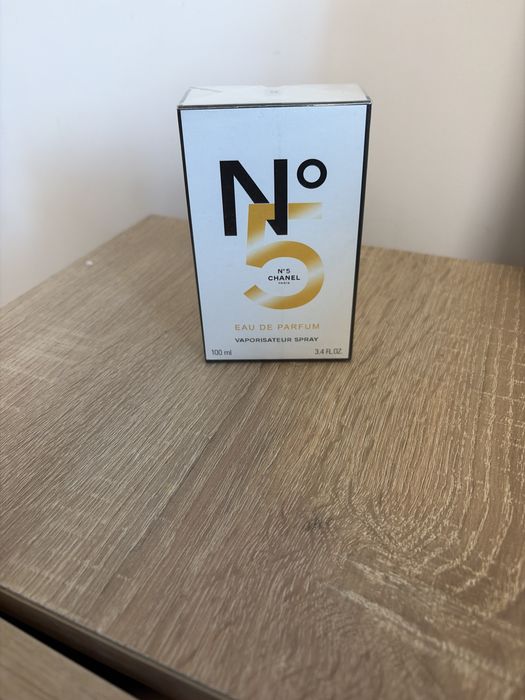 N°
5
N°5
CHANEL
PARIS
EAU DE PARFUM
VAPORISATEUR SPRAY
100 ml 3.4 FL.OZ.